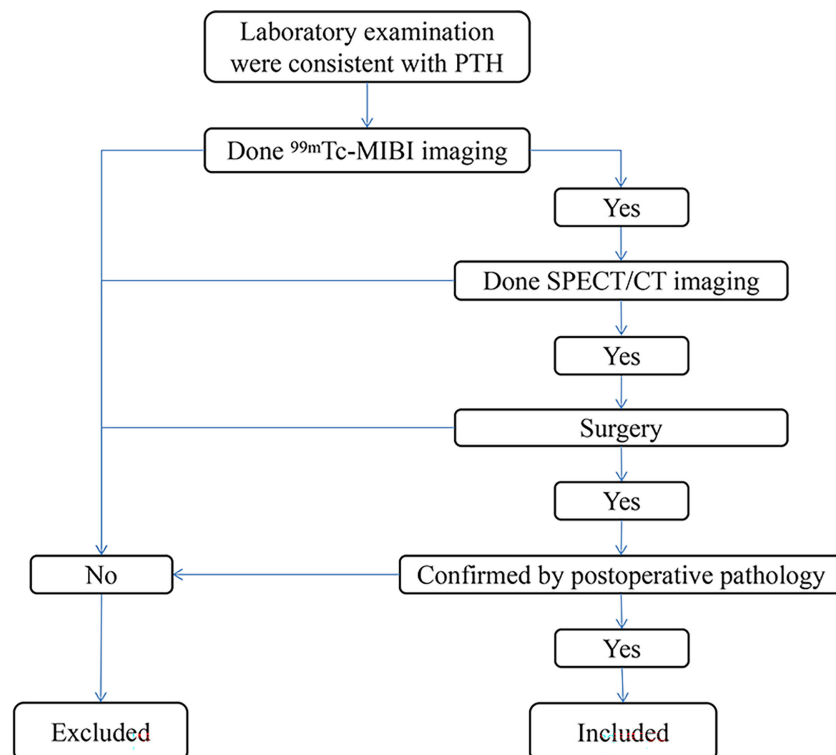 Laboratory examination
were consistent with PTH
Done ⁹⁹ᵐTc-MIBI imaging
Yes
Done SPECT/CT imaging
Yes
Surgery
Yes
No
Confirmed by postoperative pathology
Yes
Excluded
Included